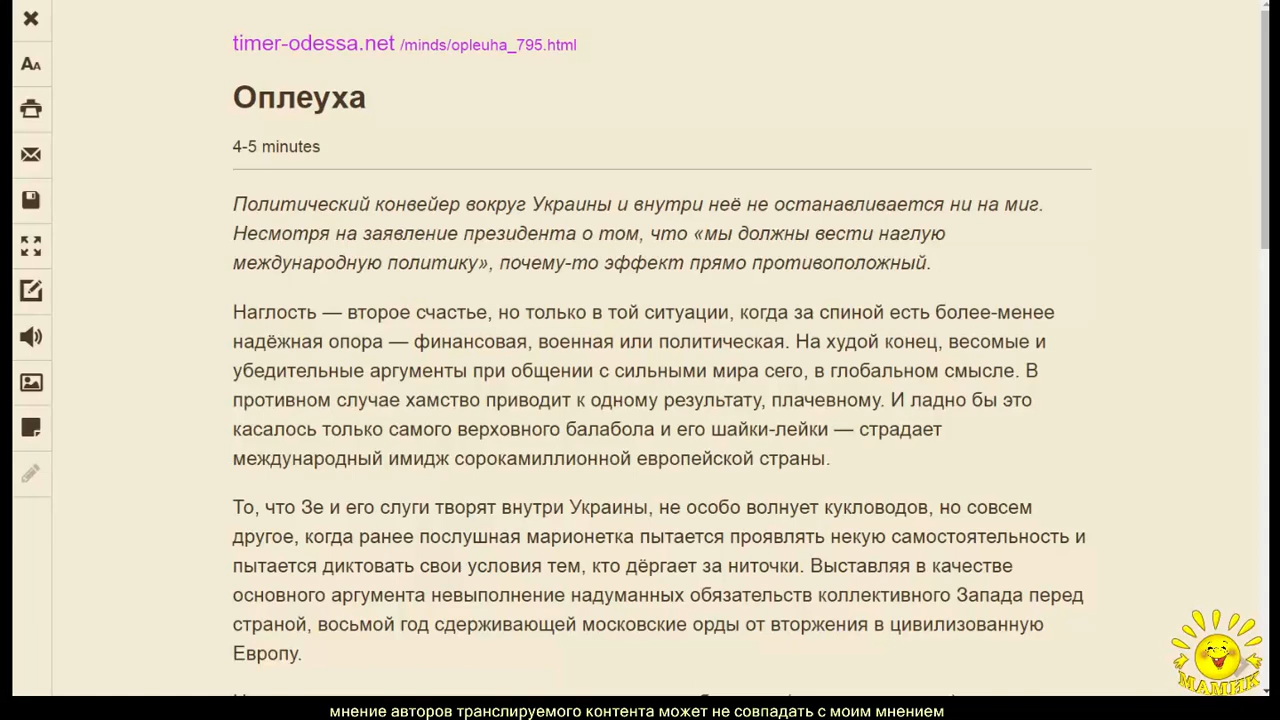 timer-odessa.net /minds/opleuha_795.html
Оплеуха
4-5 minutes
Политический конвейер вокруг Украины и внутри неё не останавливается ни на миг.
Несмотря на заявление президента о том, что «мы должны вести наглую
международную политику», почему-то эффект прямо противоположный.
Наглость — второе счастье, но только в той ситуации, когда за спиной есть более-менее
надёжная опора — финансовая, военная или политическая. На худой конец, весомые и
убедительные аргументы при общении с сильными мира сего, в глобальном смысле. В
противном случае хамство приводит к одному результату, плачевному. И ладно бы это
касалось только самого верховного балабола и его шайки-лейки — страдает
международный имидж сорокамиллионной европейской страны.
То, что Зе и его слуги творят внутри Украины, не особо волнует кукловодов, но совсем
другое, когда ранее послушная марионетка пытается проявлять некую самостоятельность и
пытается диктовать свои условия тем, кто дёргает за ниточки. Выставляя в качестве
основного аргумента невыполнение надуманных обязательств коллективного Запада перед
страной, восьмой год сдерживающей московские орды от вторжения в цивилизованную
Европу.
МАМИК
мнение авторов транслируемого контента может не совпадать с моим мнением